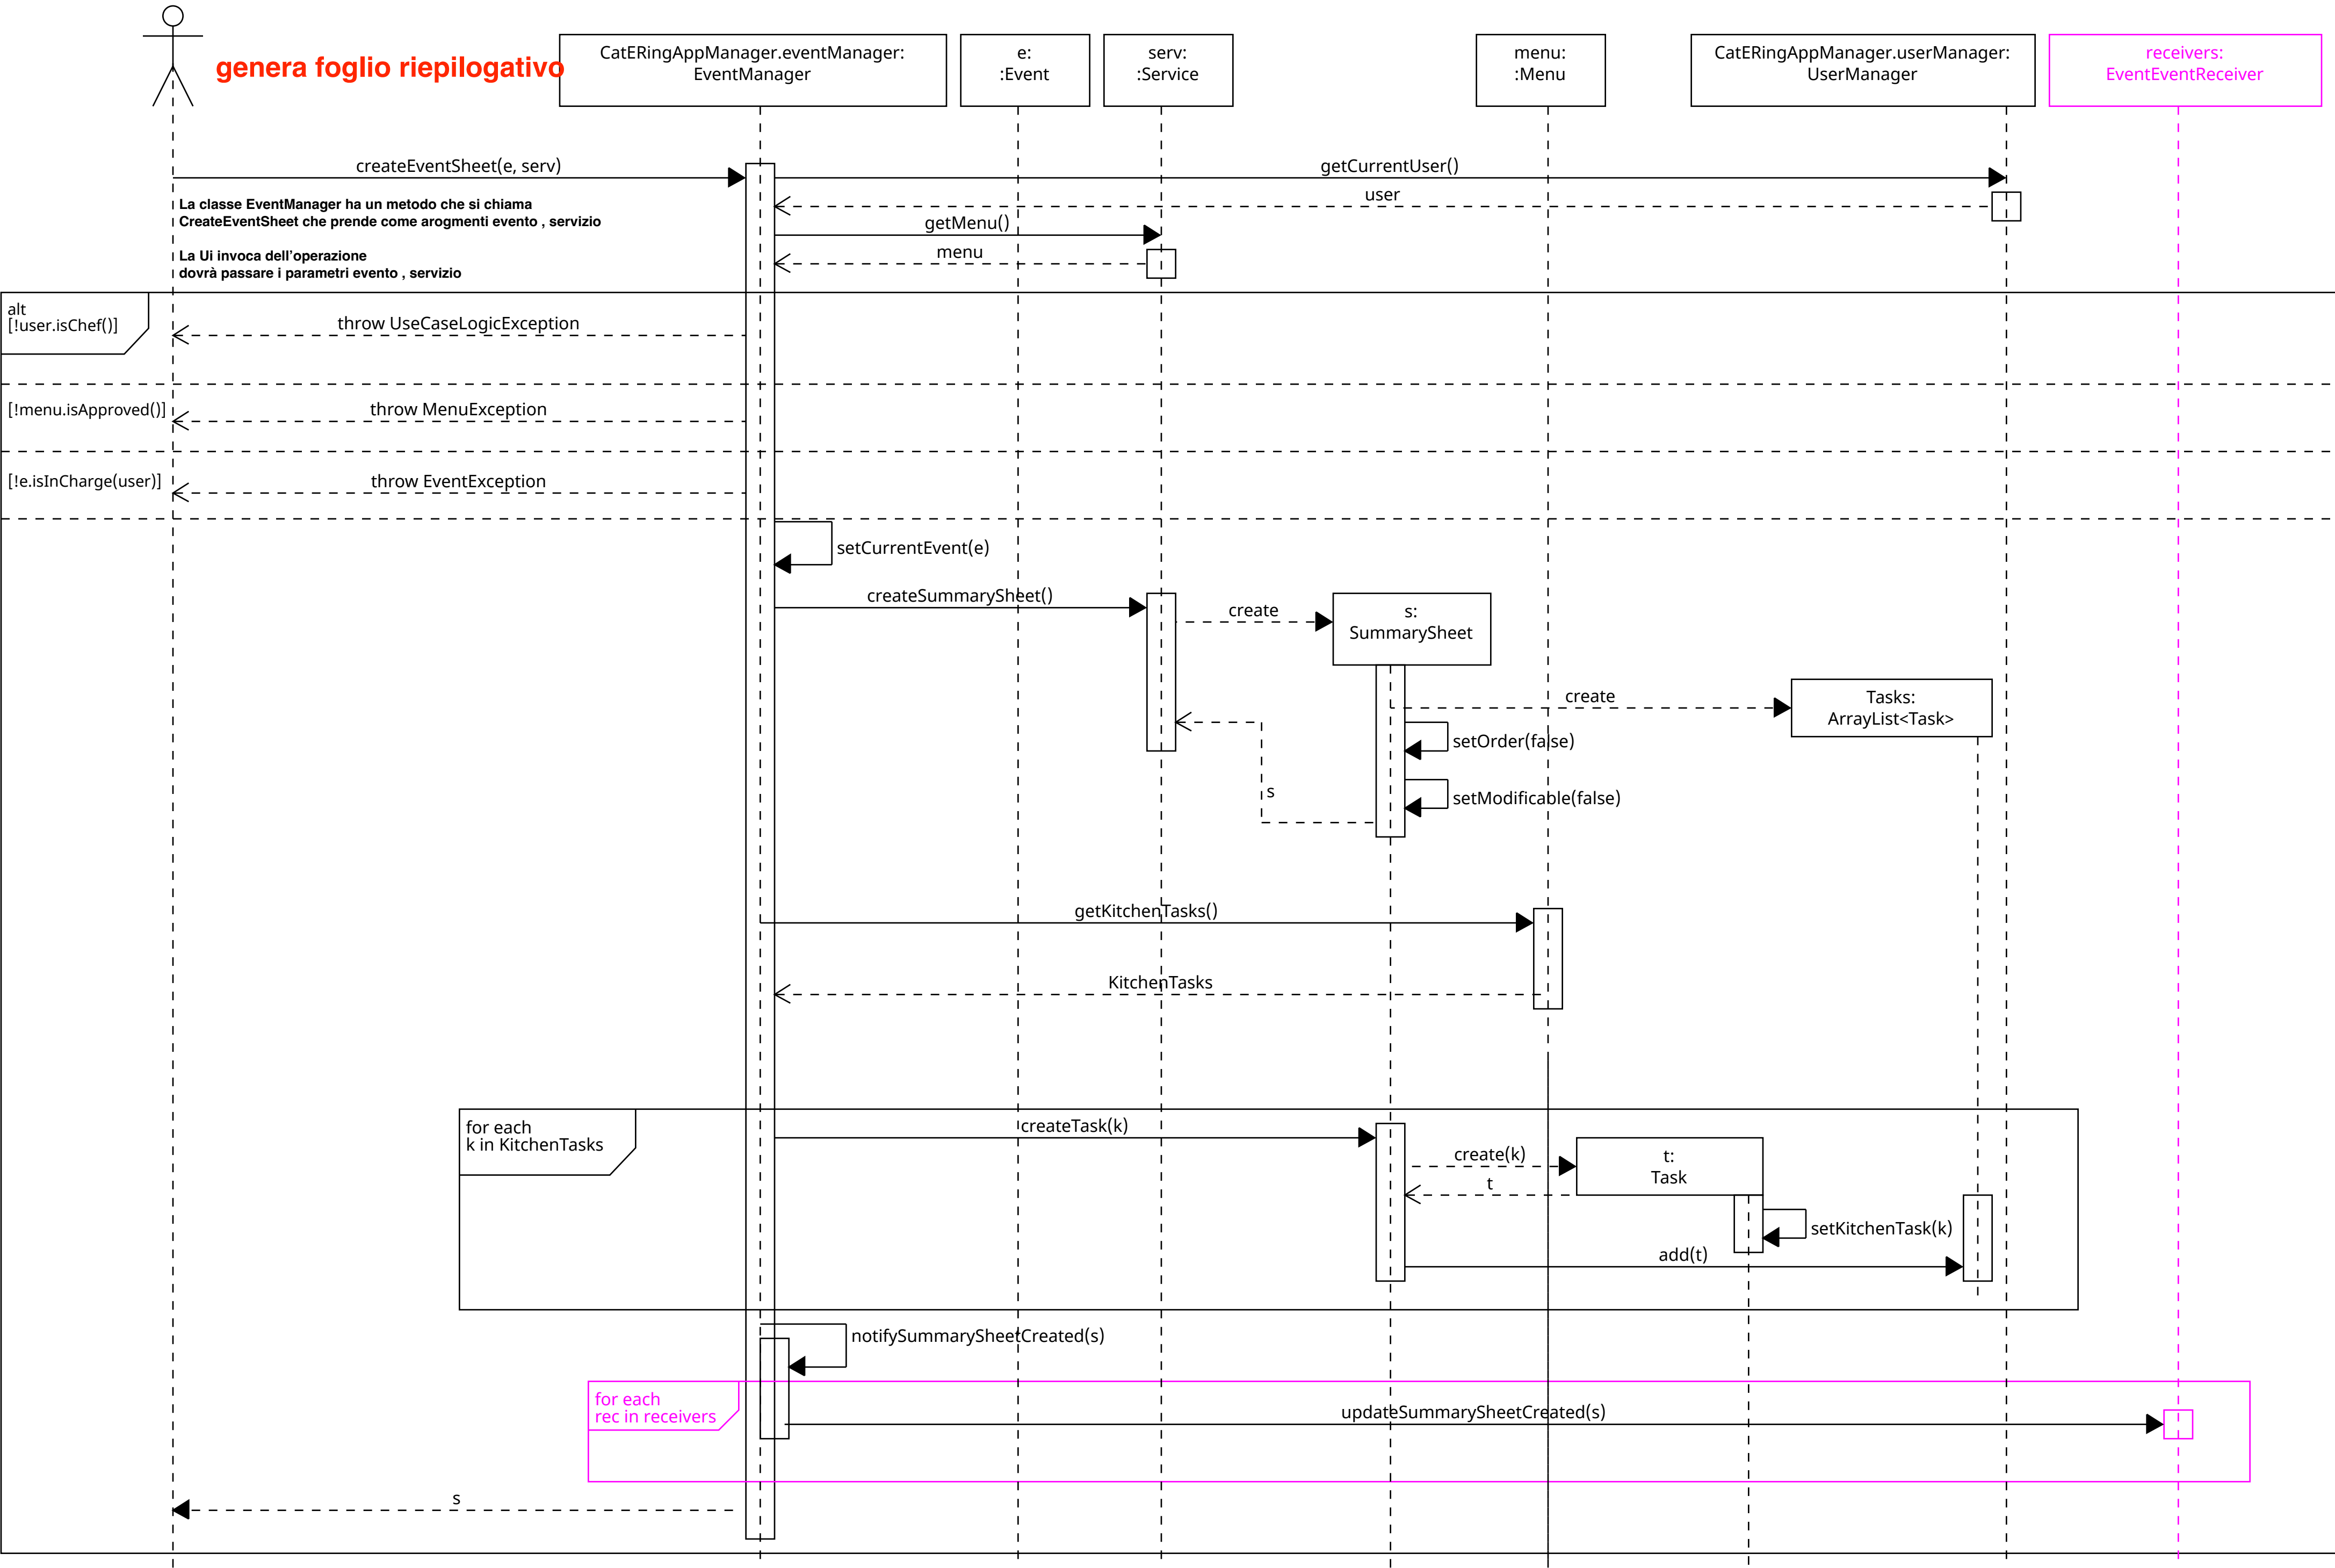 genera foglio riepilogativo
CatERingAppManager.eventManager:
EventManager
e:
:Event
serv:
:Service
menu:
:Menu
CatERingAppManager.userManager:
UserManager
receivers:
EventEventReceiver
createEventSheet(e, serv)
getCurrentUser()
user
La classe EventManager ha un metodo che si chiama
CreateEventSheet che prende come arogmenti evento , servizio
getMenu()
menu
La Ui invoca dell'operazione
dovrà passare i parametri evento , servizio
alt
[!user.isChef()]
throw UseCaseLogicException
[!menu.isApproved()]
throw MenuException
[!e.isInCharge(user)]
throw EventException
setCurrentEvent(e)
createSummarySheet()
create
s:
SummarySheet
create
Tasks:
ArrayList<Task>
setOrder(false)
s
setModificable(false)
getKitchenTasks()
KitchenTasks
for each
k in KitchenTasks
createTask(k)
create(k)
t:
Task
t
setKitchenTask(k)
add(t)
notifySummarySheetCreated(s)
for each
rec in receivers
updateSummarySheetCreated(s)
s